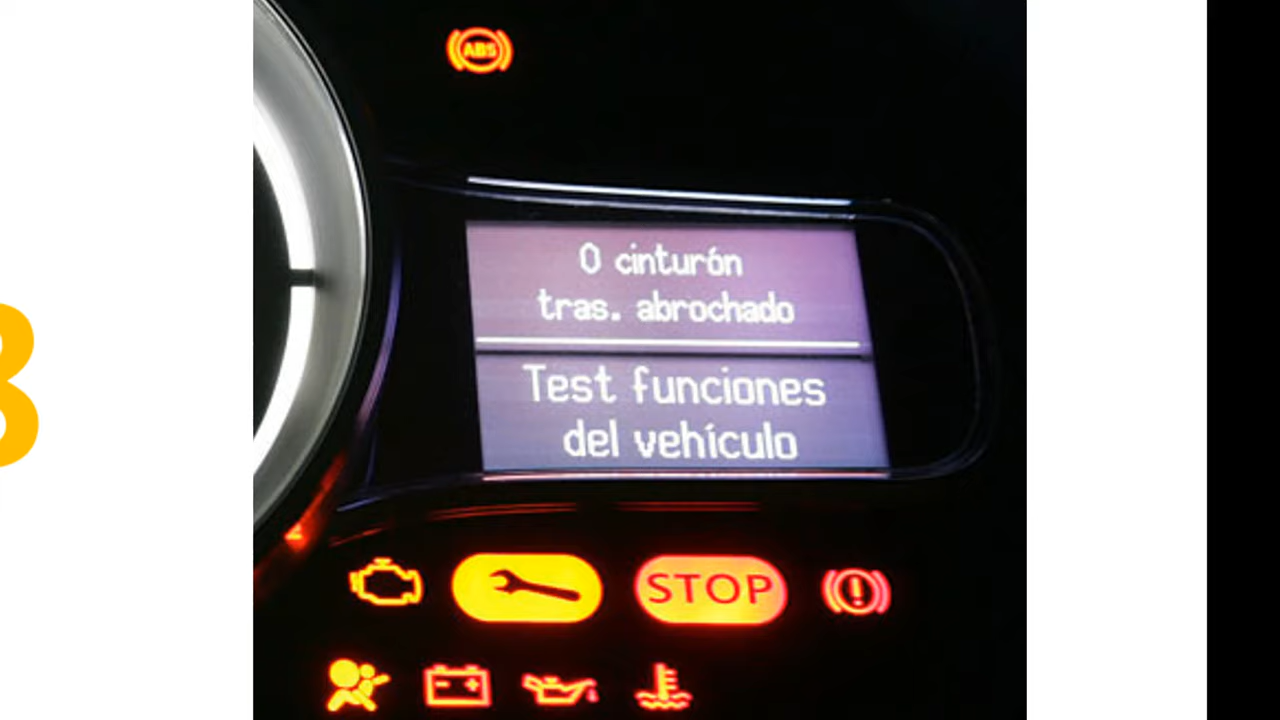 ABS
0 cinturón
tras. abrochado
Test funciones
del vehículo
STOP